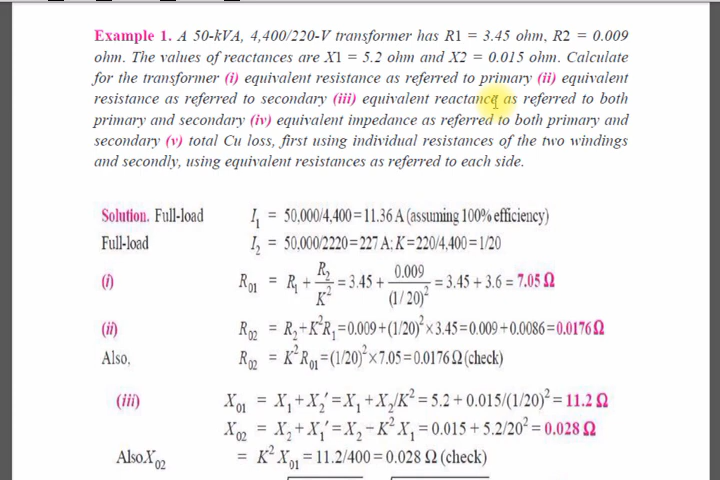 Example 1. A 50-kVA, 4,400/220-V transformer has R1 = 3.45 ohm, R2 = 0.009
ohm. The values of reactances are X1 = 5.2 ohm and X2 = 0.015 ohm. Calculate
for the transformer (i) equivalent resistance as referred to primary (ii) equivalent
resistance as referred to secondary (iii) equivalent reactance as referred to both
primary and secondary (iv) equivalent impedance as referred to both primary and
secondary (v) total Cu loss, first using individual resistances of the two windings
and secondly, using equivalent resistances as referred to each side.
Solution. Full-load I₁ = 50,000/4,400 = 11.36 A (assuming 100% efficiency)
Full-load I₂ = 50,000/2220 = 227 A; K = 220/4,400 = 1/20
(i) R₀₁ = R₁ + R₂/K² = 3.45 + 0.009/(1/20)² = 3.45 + 3.6 = 7.05 Ω
(ii) R₀₂ = R₂ + K²R₁ = 0.009 + (1/20)² × 3.45 = 0.009 + 0.0086 = 0.0176 Ω
Also, R₀₂ = K²R₀₁ = (1/20)² × 7.05 = 0.0176 Ω (check)
(iii) X₀₁ = X₁ + X₂′ = X₁ + X₂/K² = 5.2 + 0.015/(1/20)² = 11.2 Ω
X₀₂ = X₂ + X₁′ = X₂ − K² X₁ = 0.015 + 5.2/20² = 0.028 Ω
Also X₀₂ = K² X₀₁ = 11.2/400 = 0.028 Ω (check)